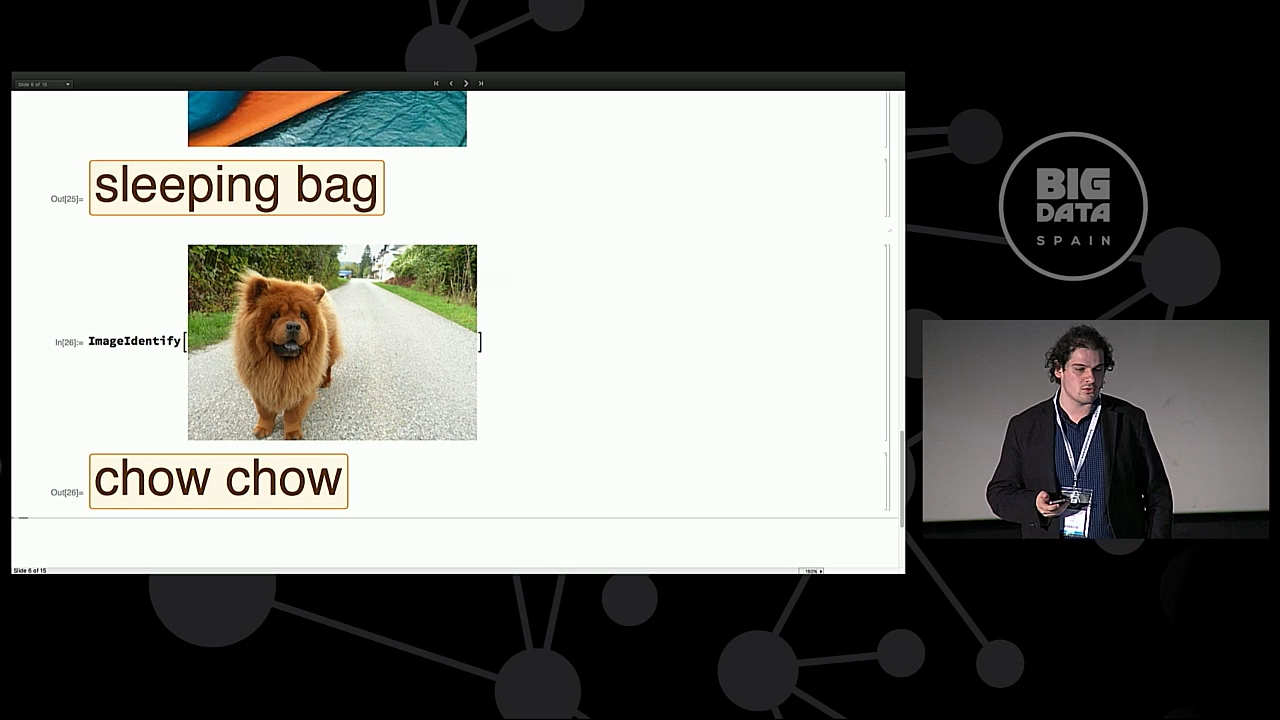 Slide 6 of 15
Out[25]=
sleeping bag
In[26]:= ImageIdentify[
]
Out[26]=
chow chow
Slide 6 of 15
150%
BIG
DATA
SPAIN